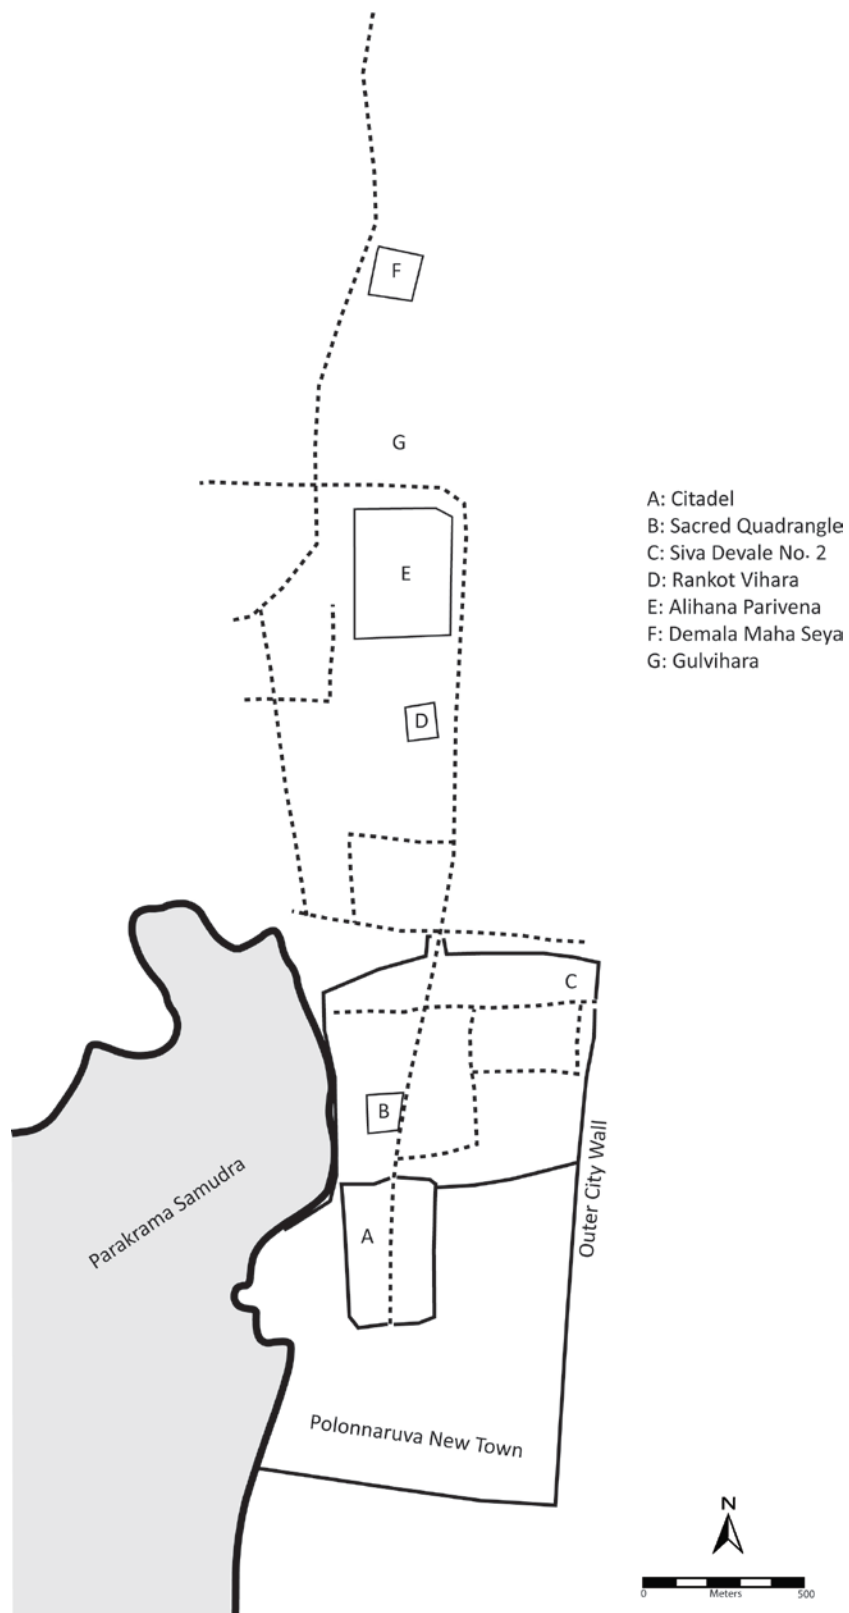 F
G
A: Citadel
B: Sacred Quadrangle
C: Siva Devale No. 2
D: Rankot Vihara
E: Alihana Parivena
F: Demala Maha Seya
G: Gulvihara
E
D
C
B
Outer City Wall
Parakrama Samudra
A
Polonnaruva New Town
N
0 Meters 500